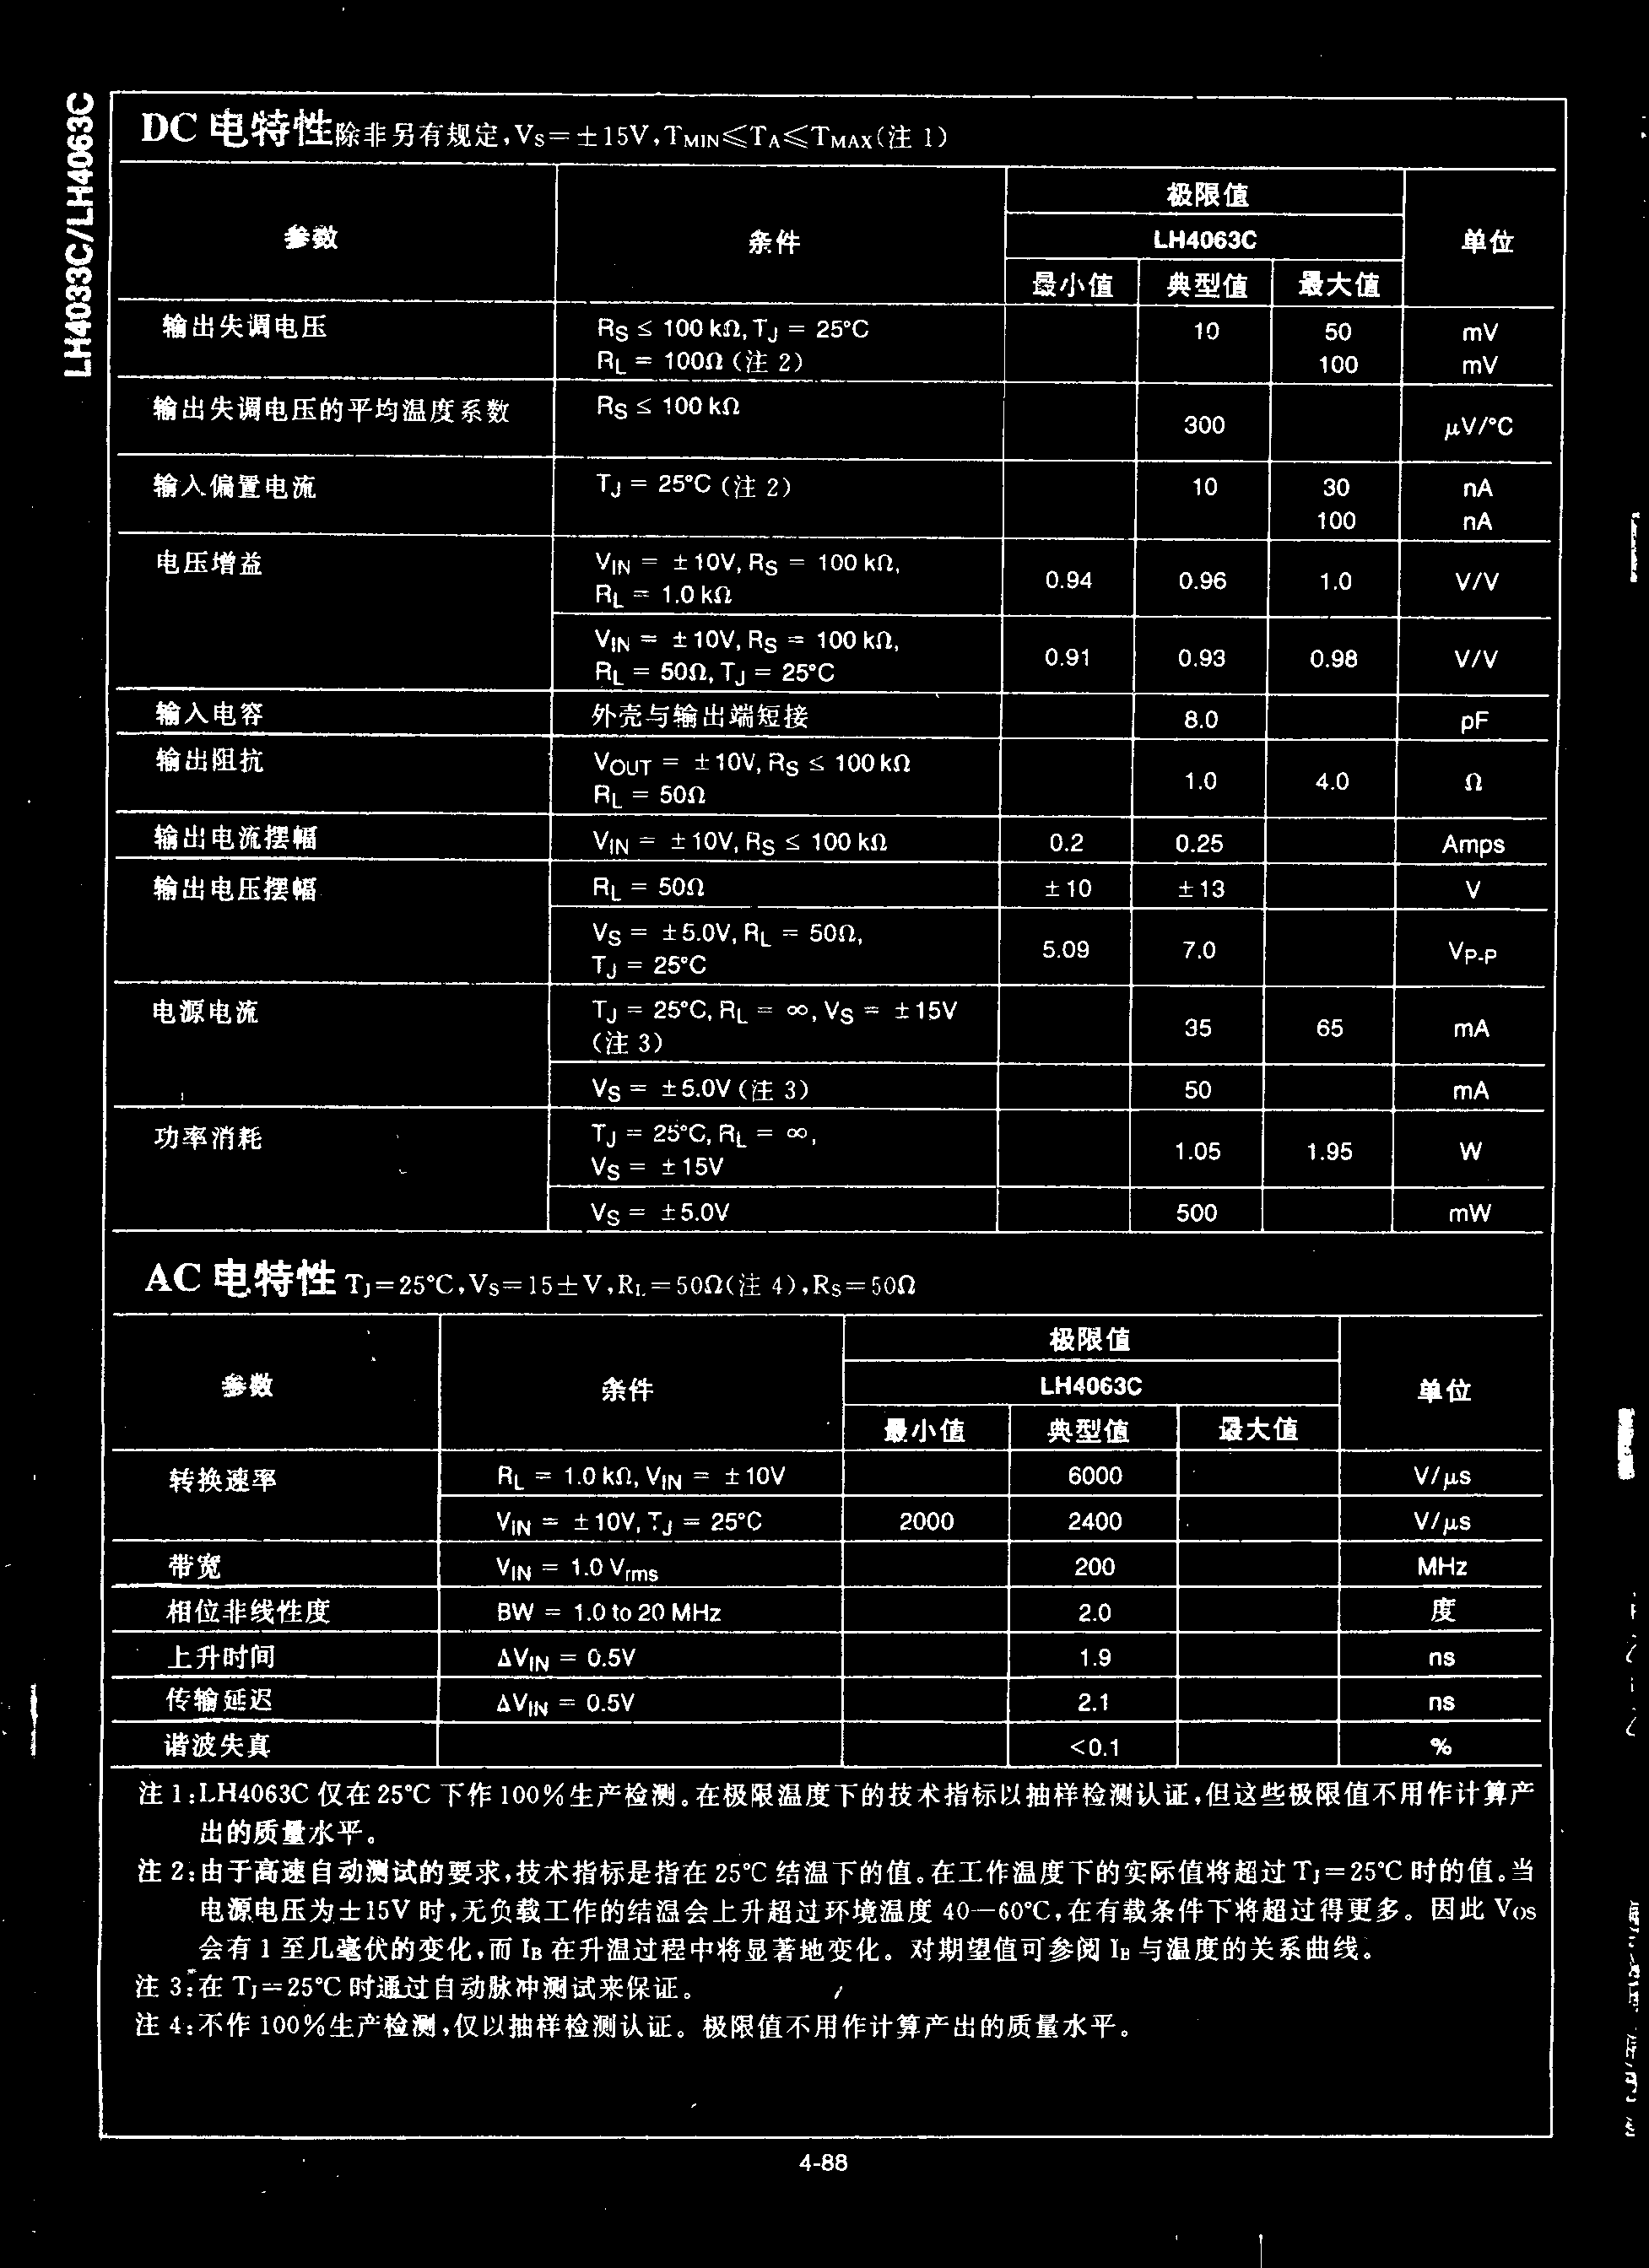 LH4033C/LH4063C
DC 电特性除非另有规定,VS=±15V,TMIN≤TA≤TMAX(注 1)
参数 条件 极限值 单位
LH4063C
最小值 典型值 最大值
输出失调电压 RS ≤ 100 kΩ, TJ = 25°C 10 50 mV
RL = 100Ω (注 2) 100 mV
输出失调电压的平均温度系数 RS ≤ 100 kΩ 300 μV/°C
输入偏置电流 TJ = 25°C (注 2) 10 30 nA
100 nA
电压增益 VIN = ±10V, RS = 100 kΩ,
RL = 1.0 kΩ 0.94 0.96 1.0 V/V
VIN = ±10V, RS = 100 kΩ,
RL = 50Ω, TJ = 25°C 0.91 0.93 0.98 V/V
输入电容 外壳与输出端短接 8.0 pF
输出阻抗 VOUT = ±10V, RS ≤ 100 kΩ
RL = 50Ω 1.0 4.0 Ω
输出电流摆幅 VIN = ±10V, RS ≤ 100 kΩ 0.2 0.25 Amps
输出电压摆幅 RL = 50Ω ±10 ±13 V
VS = ±5.0V, RL = 50Ω,
TJ = 25°C 5.09 7.0 VP-P
电源电流 TJ = 25°C, RL = ∞, VS = ±15V
(注 3) 35 65 mA
VS = ±5.0V (注 3) 50 mA
功率消耗 TJ = 25°C, RL = ∞,
VS = ±15V 1.05 1.95 W
VS = ±5.0V 500 mW
AC 电特性 TJ=25℃,VS=15±V,RL=50Ω(注 4),RS=50Ω
参数 条件 极限值 单位
LH4063C
最小值 典型值 最大值
转换速率 RL = 1.0 kΩ, VIN = ±10V 6000 V/μs
VIN = ±10V, TJ = 25°C 2000 2400 V/μs
带宽 VIN = 1.0 Vrms 200 MHz
相位非线性度 BW = 1.0 to 20 MHz 2.0 度
上升时间 ΔVIN = 0.5V 1.9 ns
传输延迟 ΔVIN = 0.5V 2.1 ns
谐波失真 <0.1 %
注 1:LH4063C 仅在 25℃ 下作 100%生产检测。在极限温度下的技术指标以抽样检测认证,但这些极限值不用作计算产
出的质量水平。
注 2:由于高速自动测试的要求,技术指标是指在 25℃ 结温下的值。在工作温度下的实际值将超过 TJ=25℃ 时的值。当
电源电压为±15V 时,无负载工作的结温会上升超过环境温度 40—60℃,在有载条件下将超过得更多。因此 VOS
会有 1 至几毫伏的变化,而 IB 在升温过程中将显著地变化。对期望值可参阅 IB 与温度的关系曲线。
注 3:在 TJ=25℃ 时通过自动脉冲测试来保证。
注 4:不作 100%生产检测,仅以抽样检测认证。极限值不用作计算产出的质量水平。
4-88